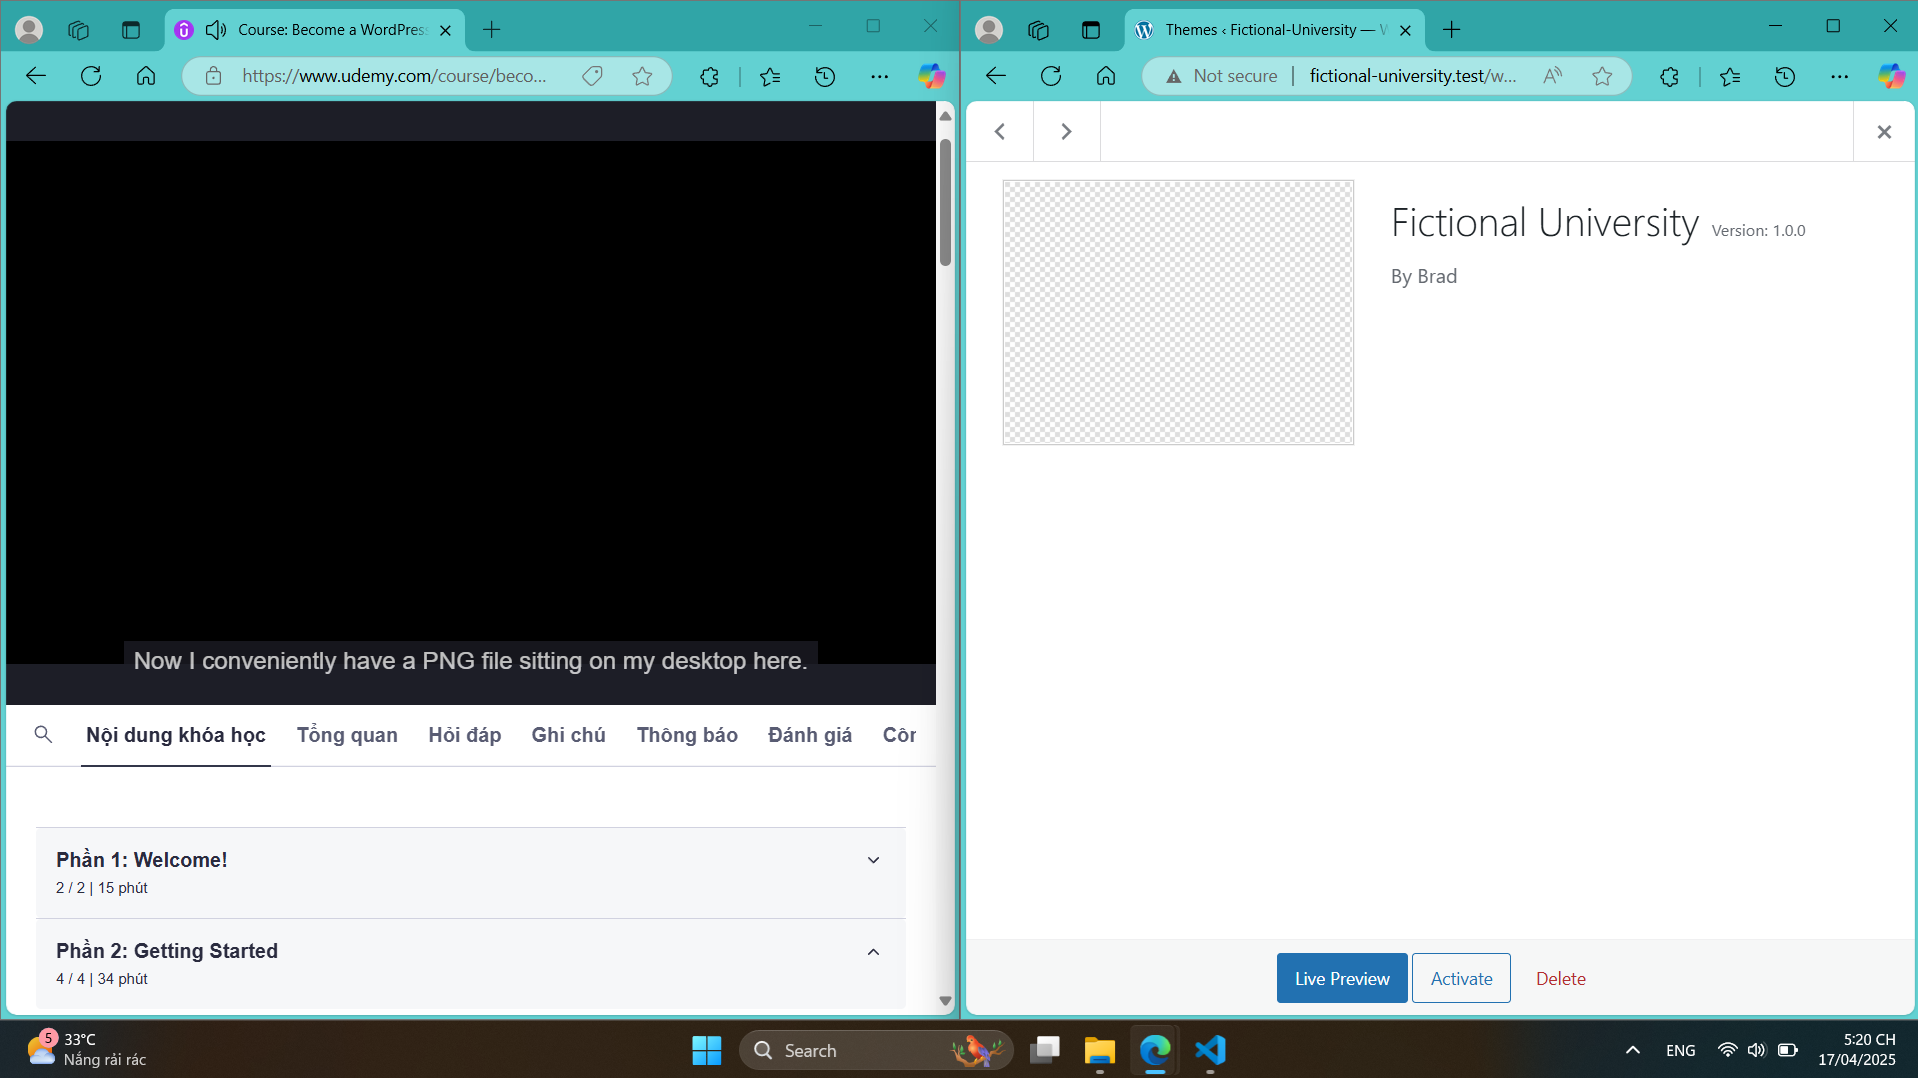 Course: Become a WordPress
https://www.udemy.com/course/beco...
Now I conveniently have a PNG file sitting on my desktop here.
Nội dung khóa học
Tổng quan
Hỏi đáp
Ghi chú
Thông báo
Đánh giá
Côn
Phần 1: Welcome!
2 / 2 | 15 phút
Phần 2: Getting Started
4 / 4 | 34 phút
Themes ‹ Fictional-University — W
Not secure
fictional-university.test/w...
Fictional University Version: 1.0.0
By Brad
Live Preview
Activate
Delete
5
33°C
Nắng rải rác
Search
ENG
5:20 CH
17/04/2025